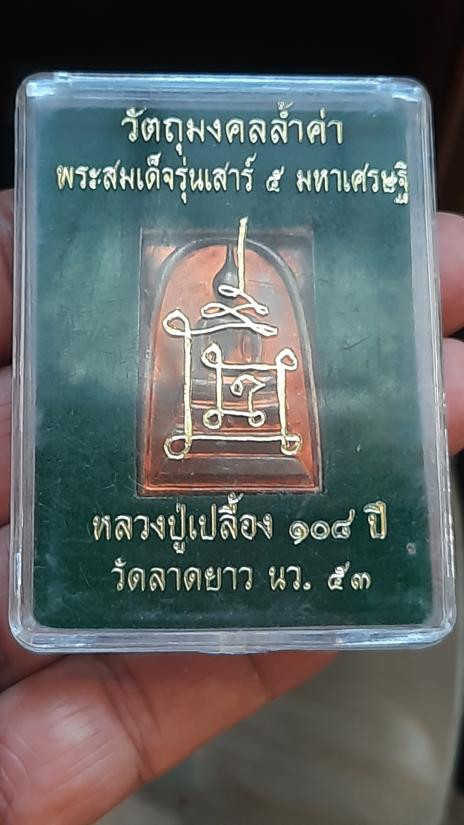 วัตถุมงคลล้ำค่า
พระสมเด็จรุ่นเสาร์ ๕ มหาเศรษฐี
หลวงปู่เปลื้อง ๑๐๘ ปี
วัดลาดยาว นว. ๕๓